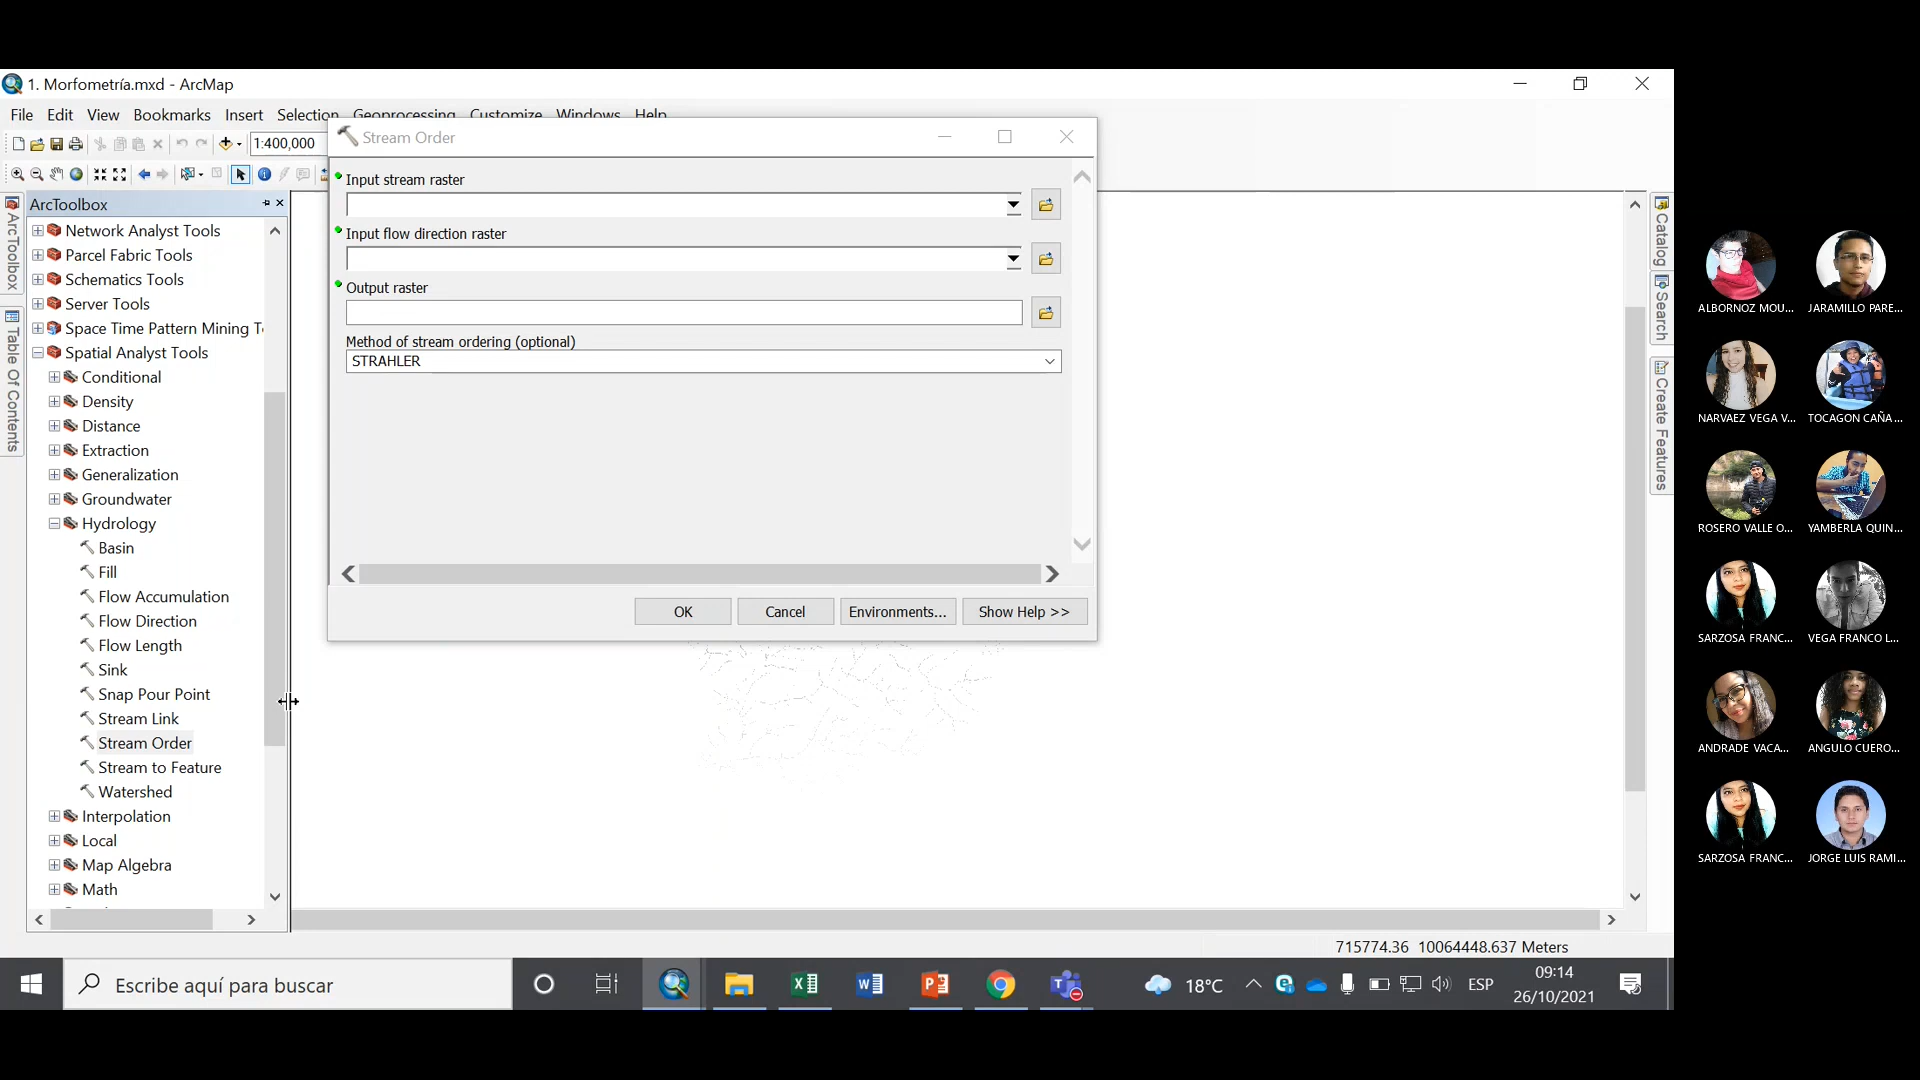 1. Morfometría.mxd - ArcMap
File Edit View Bookmarks Insert Selection Geoprocessing Customize Windows Help
1:400,000
Stream Order
Input stream raster
Input flow direction raster
Output raster
Method of stream ordering (optional)
STRAHLER
OK Cancel Environments... Show Help >>
ArcToolbox
Table Of Contents
ArcToolbox
Network Analyst Tools
Parcel Fabric Tools
Schematics Tools
Server Tools
Space Time Pattern Mining T
Spatial Analyst Tools
Conditional
Density
Distance
Extraction
Generalization
Groundwater
Hydrology
Basin
Fill
Flow Accumulation
Flow Direction
Flow Length
Sink
Snap Pour Point
Stream Link
Stream Order
Stream to Feature
Watershed
Interpolation
Local
Map Algebra
Math
Catalog
Search
Create Features
715774.36 10064448.637 Meters
Escribe aquí para buscar
18°C
ESP
09:14
26/10/2021
ALBORNOZ MOU... JARAMILLO PARE...
NARVAEZ VEGA V... TOCAGON CAÑA...
ROSERO VALLE O... YAMBERLA QUIN...
SARZOSA FRANC... VEGA FRANCO L...
ANDRADE VACA... ANGULO CUERO...
SARZOSA FRANC... JORGE LUIS RAMI...